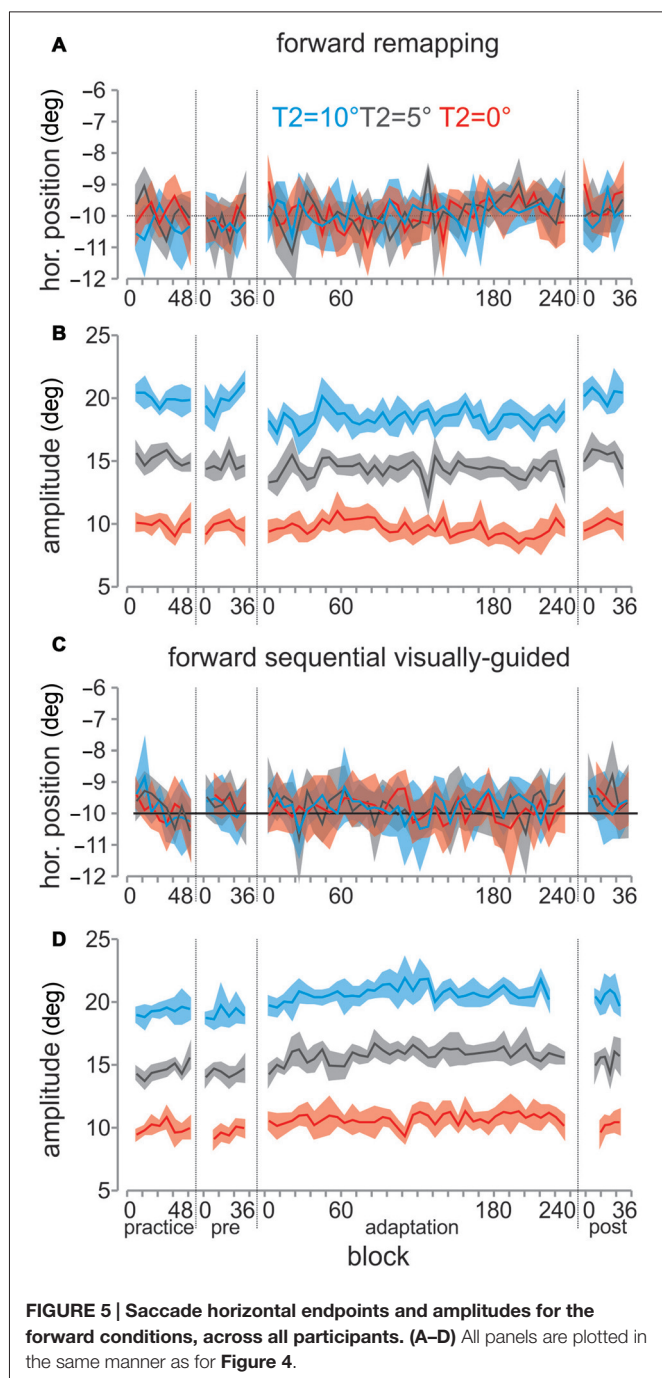 A
forward remapping
T2=10° T2=5° T2=0°
hor. position (deg)
-6
-7
-8
-9
-10
-11
-12
0 48 0 36 0 60 180 240 0 36
B
amplitude (deg)
25
20
15
10
5
0 48 0 36 0 60 180 240 0 36
C
forward sequential visually-guided
hor. position (deg)
-6
-7
-8
-9
-10
-11
-12
0 48 0 36 0 60 180 240 0 36
D
amplitude (deg)
25
20
15
10
5
0 48 0 36 0 60 180 240 0 36
practice pre adaptation post
block
FIGURE 5 | Saccade horizontal endpoints and amplitudes for the
forward conditions, across all participants. (A–D) All panels are plotted in
the same manner as for Figure 4.